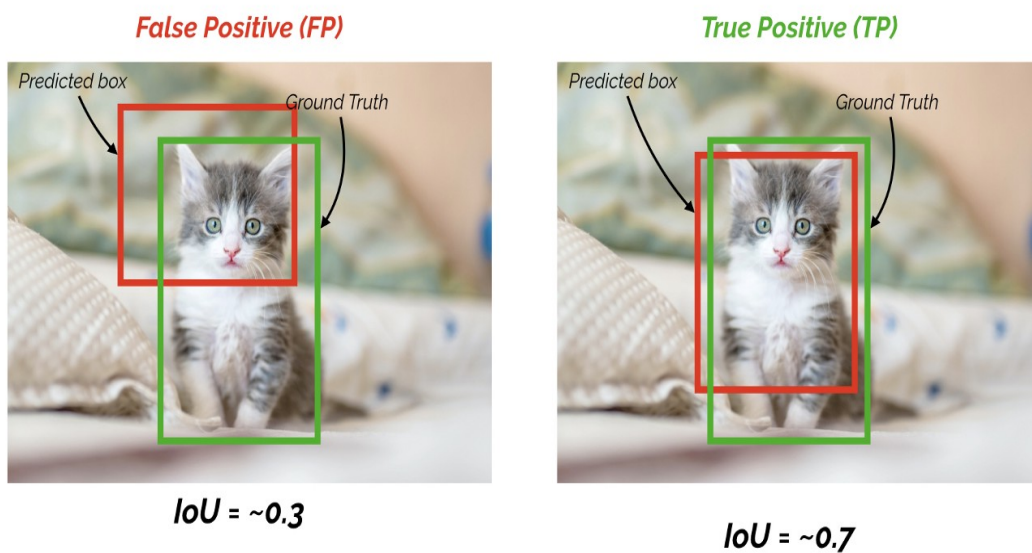 False Positive (FP)
True Positive (TP)
Predicted box
Ground Truth
Predicted box
Ground Truth
IoU = ~0.3
IoU = ~0.7